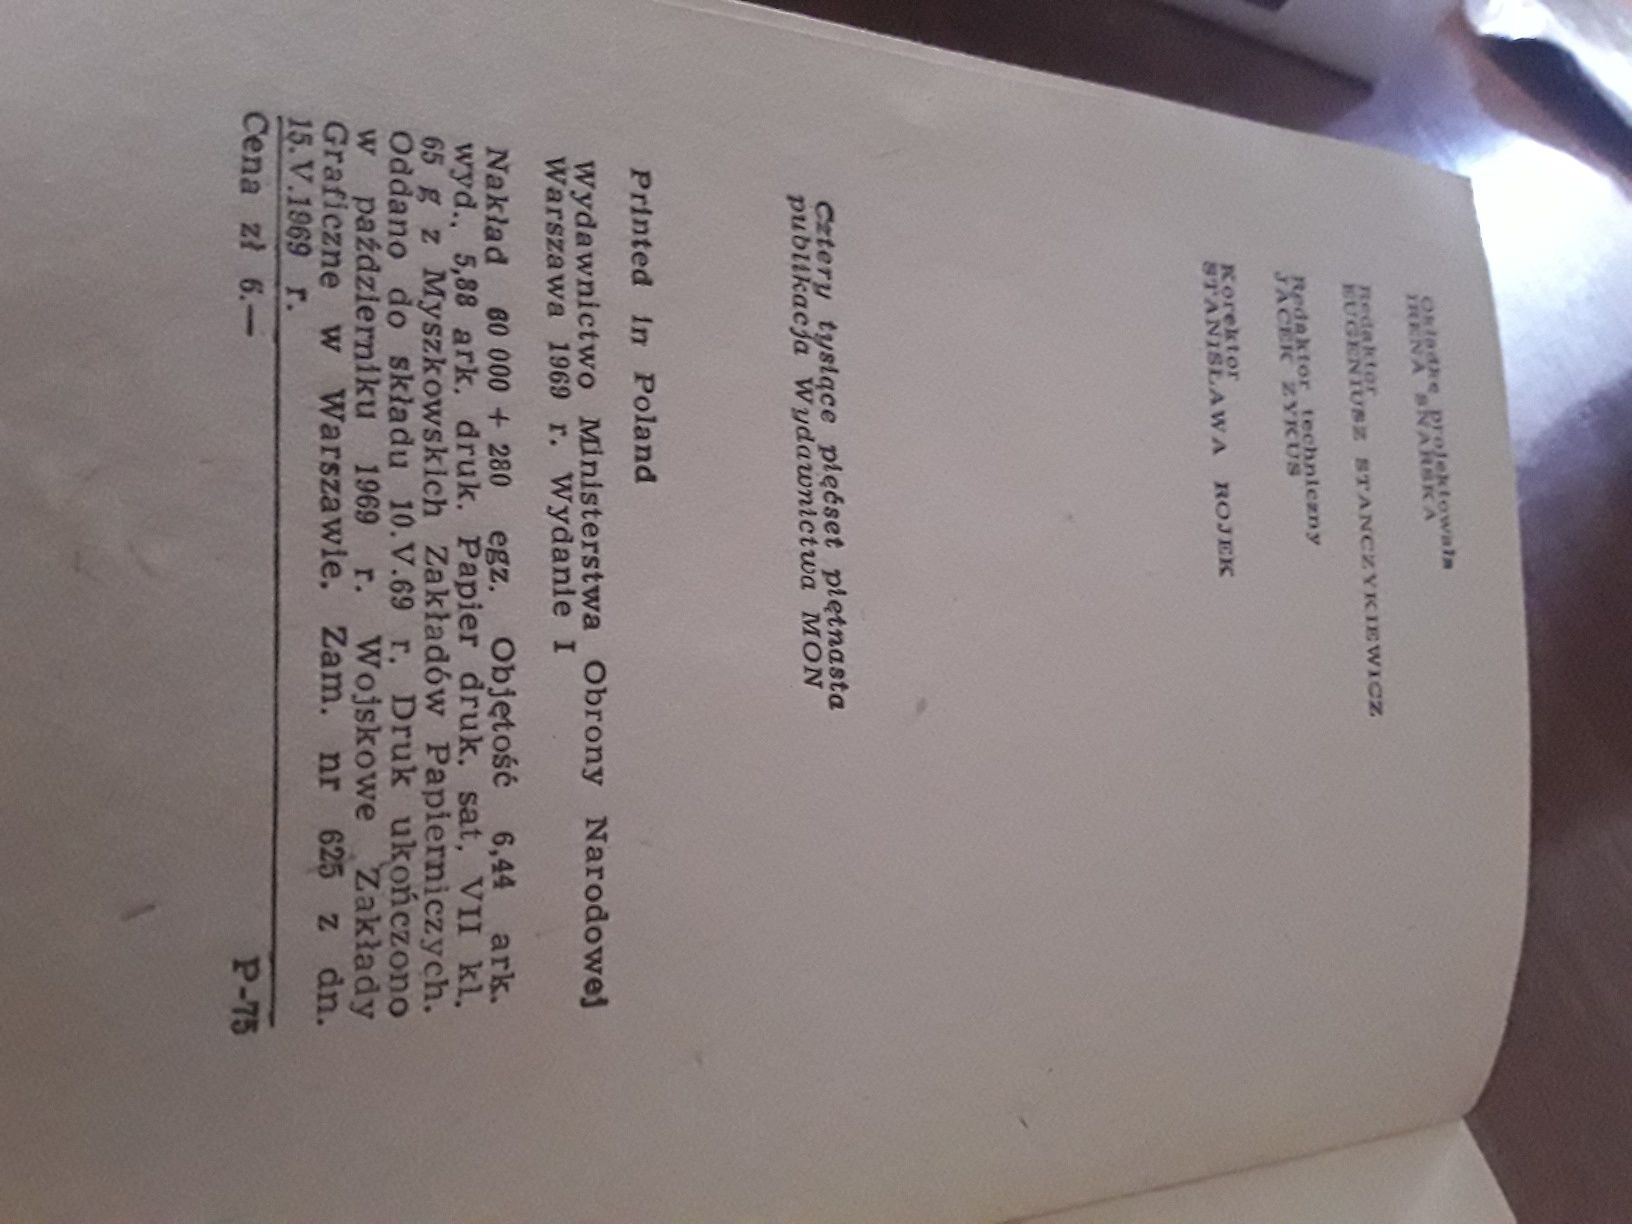 Okładkę projektowała
IRENA SNARSKA
Redaktor
EUGENIUSZ STANCZYKIEWICZ
Redaktor techniczny
JACEK ZYKUS
Korektor
STANISŁAWA ROJEK
Cztery tysiące pięćset piętnasta
publikacja Wydawnictwa MON
Printed in Poland
Wydawnictwo Ministerstwa Obrony Narodowej
Warszawa 1969 r. Wydanie I
Nakład 60 000 + 280 egz. Objętość 6,44 ark.
wyd., 5,88 ark. druk. Papier druk. sat. VII kl.
65 g z Myszkowskich Zakładów Papierniczych.
Oddano do składu 10.V.69 r. Druk ukończono
w październiku 1969 r. Wojskowe Zakłady
Graficzne w Warszawie. Zam. nr 625 z dn.
15.V.1969 r.
Cena zł 6.— P-75